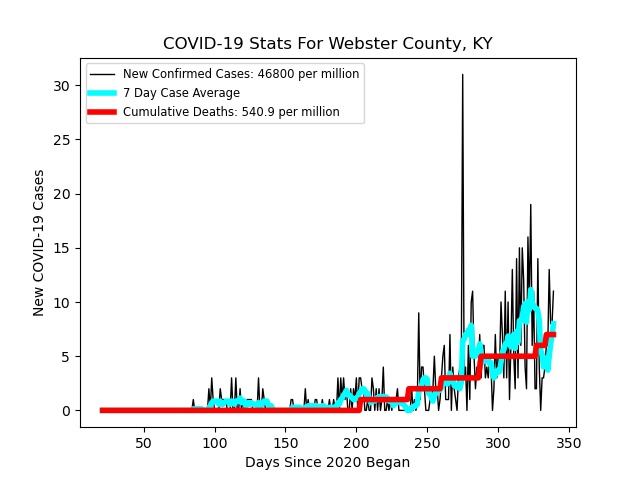 COVID-19 Stats For Webster County, KY
New Confirmed Cases: 46800 per million
7 Day Case Average
Cumulative Deaths: 540.9 per million
New COVID-19 Cases
30
25
20
15
10
5
0
50 100 150 200 250 300 350
Days Since 2020 Began